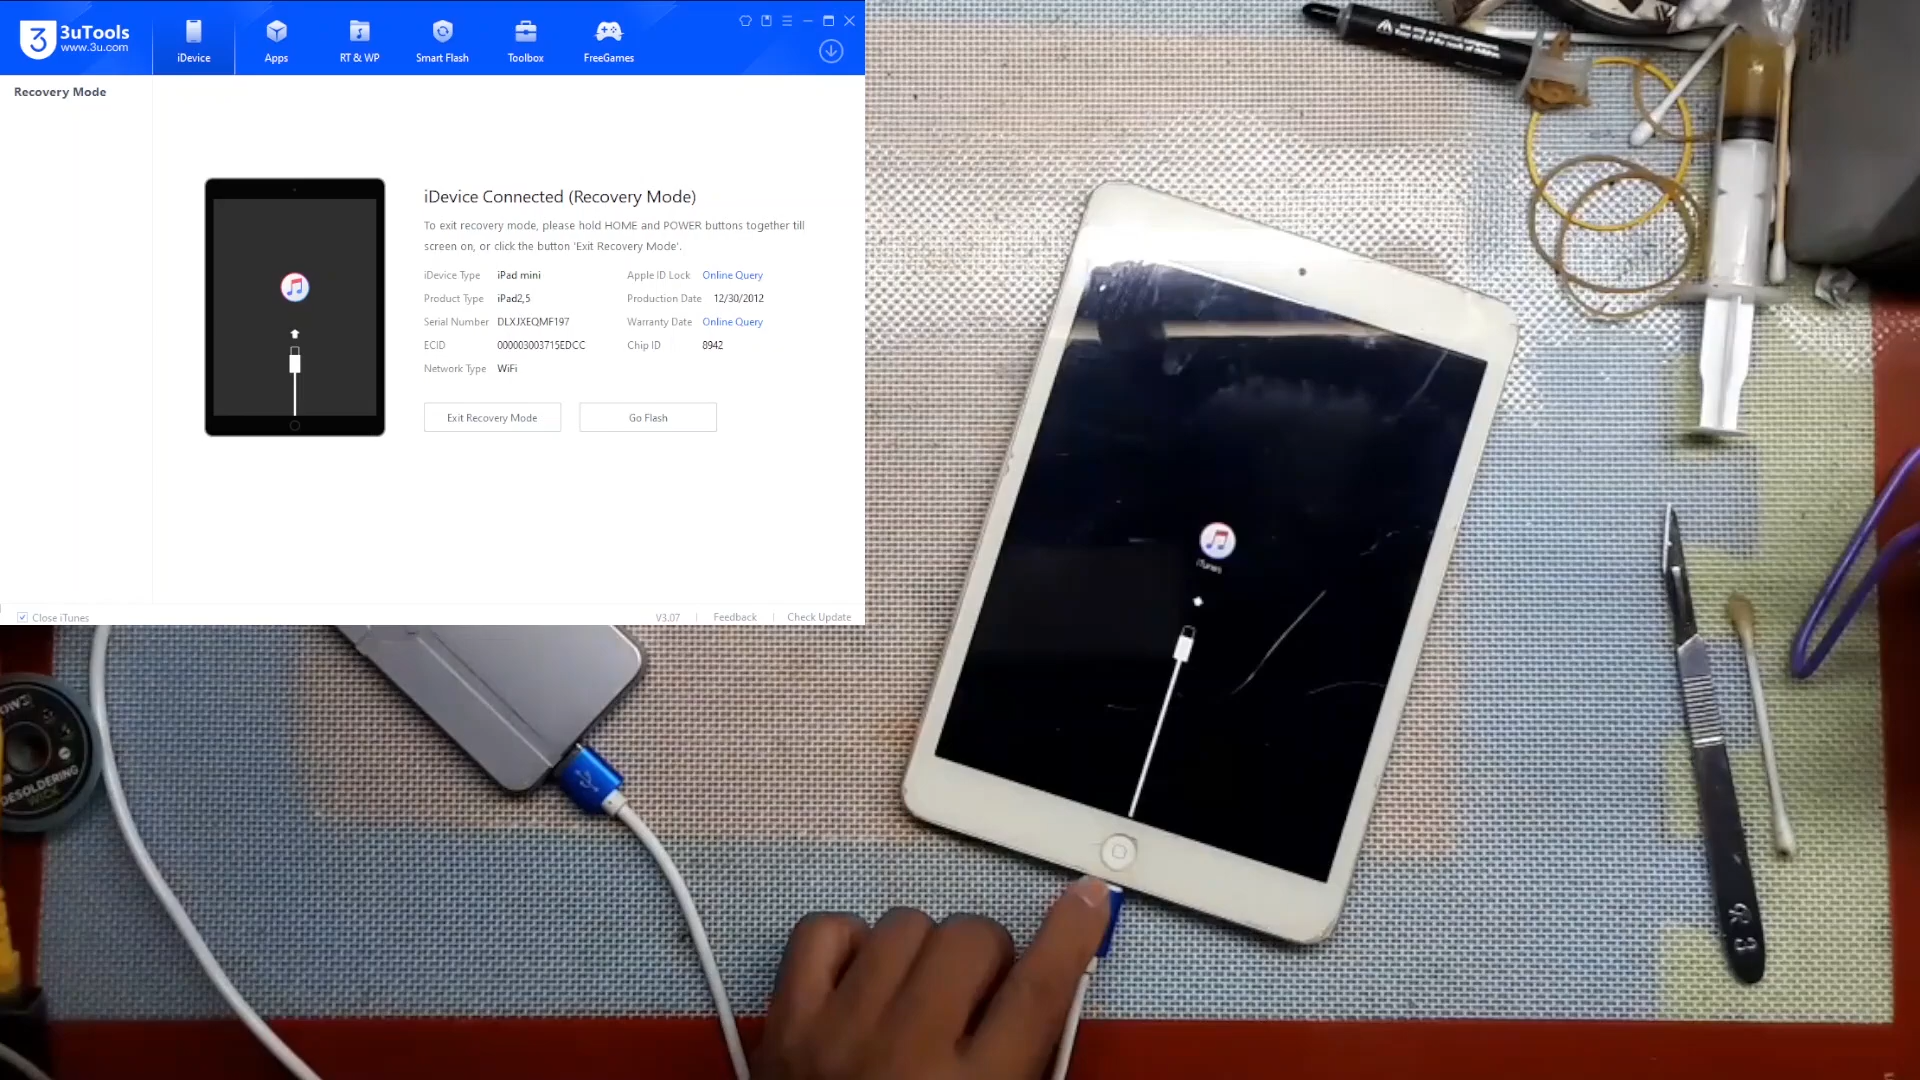 3
3uTools
www.3u.com
iDevice
Apps
RT & WP
Smart Flash
Toolbox
FreeGames
Recovery Mode
iDevice Connected (Recovery Mode)
To exit recovery mode, please hold HOME and POWER buttons together till
screen on, or click the button 'Exit Recovery Mode'.
iDevice Type iPad mini Apple ID Lock Online Query
Product Type iPad2,5 Production Date 12/30/2012
Serial Number DLXJXEQMF197 Warranty Date Online Query
ECID 000003003715EDCC Chip ID 8942
Network Type WiFi
Exit Recovery Mode Go Flash
Close iTunes V3.07 Feedback Check Update
iTunes
DESOLDERING
WICK
R 3